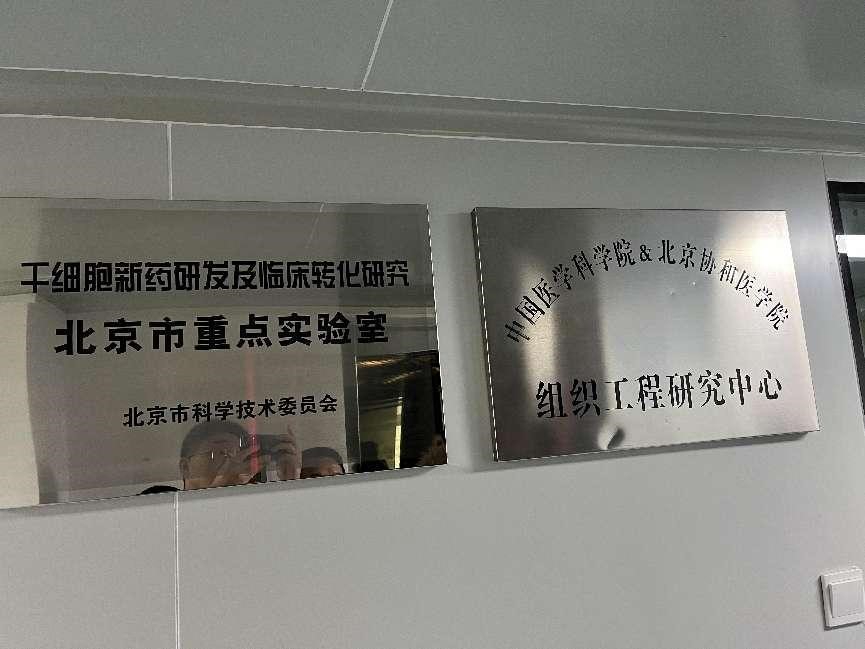 干细胞新药研发及临床转化研究
北京市重点实验室
北京市科学技术委员会
中国医学科学院&北京协和医学院
组织工程研究中心